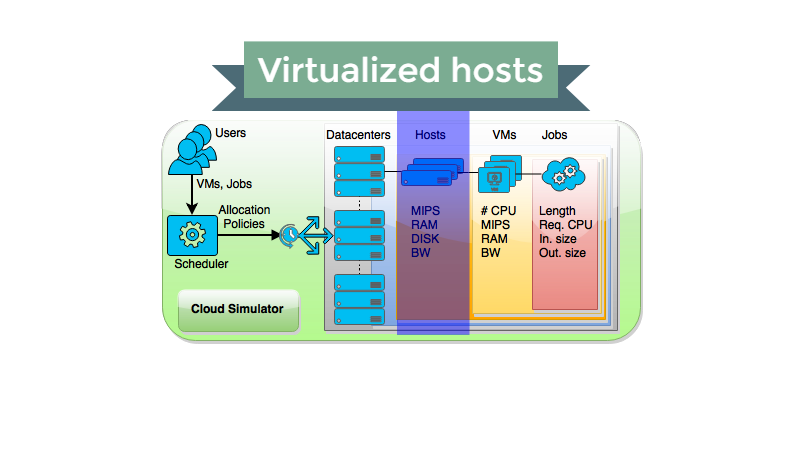 Virtualized hosts
Users
VMs, Jobs
Allocation
Policies
Scheduler
Cloud Simulator
Datacenters
Hosts
MIPS
RAM
DISK
BW
VMs
# CPU
MIPS
RAM
BW
Jobs
Length
Req. CPU
In. size
Out. size